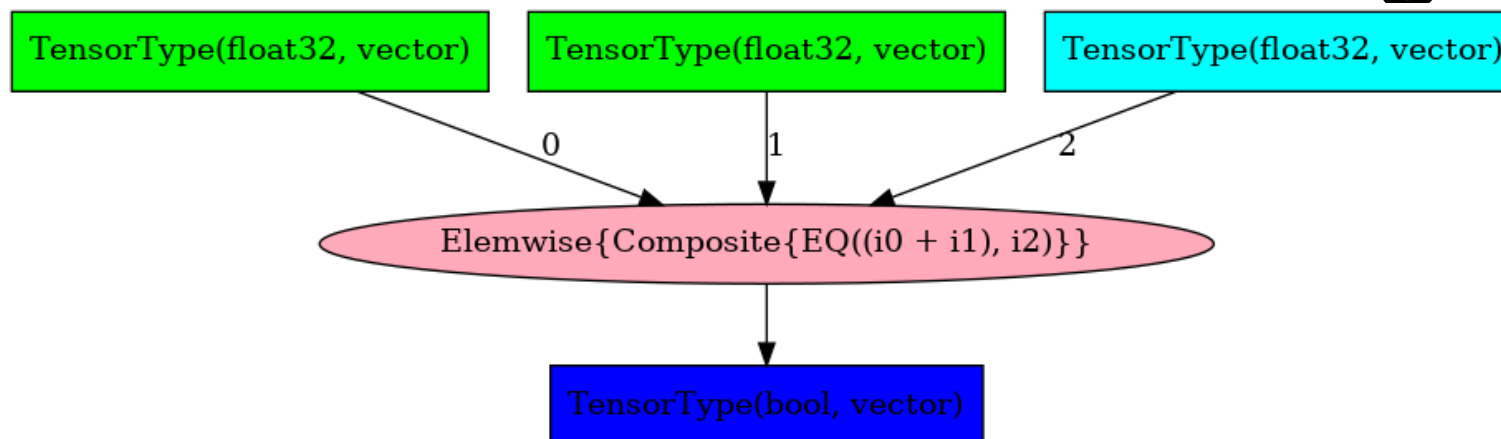 TensorType(float32, vector) TensorType(float32, vector) TensorType(float32, vector)
0 1 2
Elemwise{Composite{EQ((i0 + i1), i2)}}
TensorType(bool, vector)